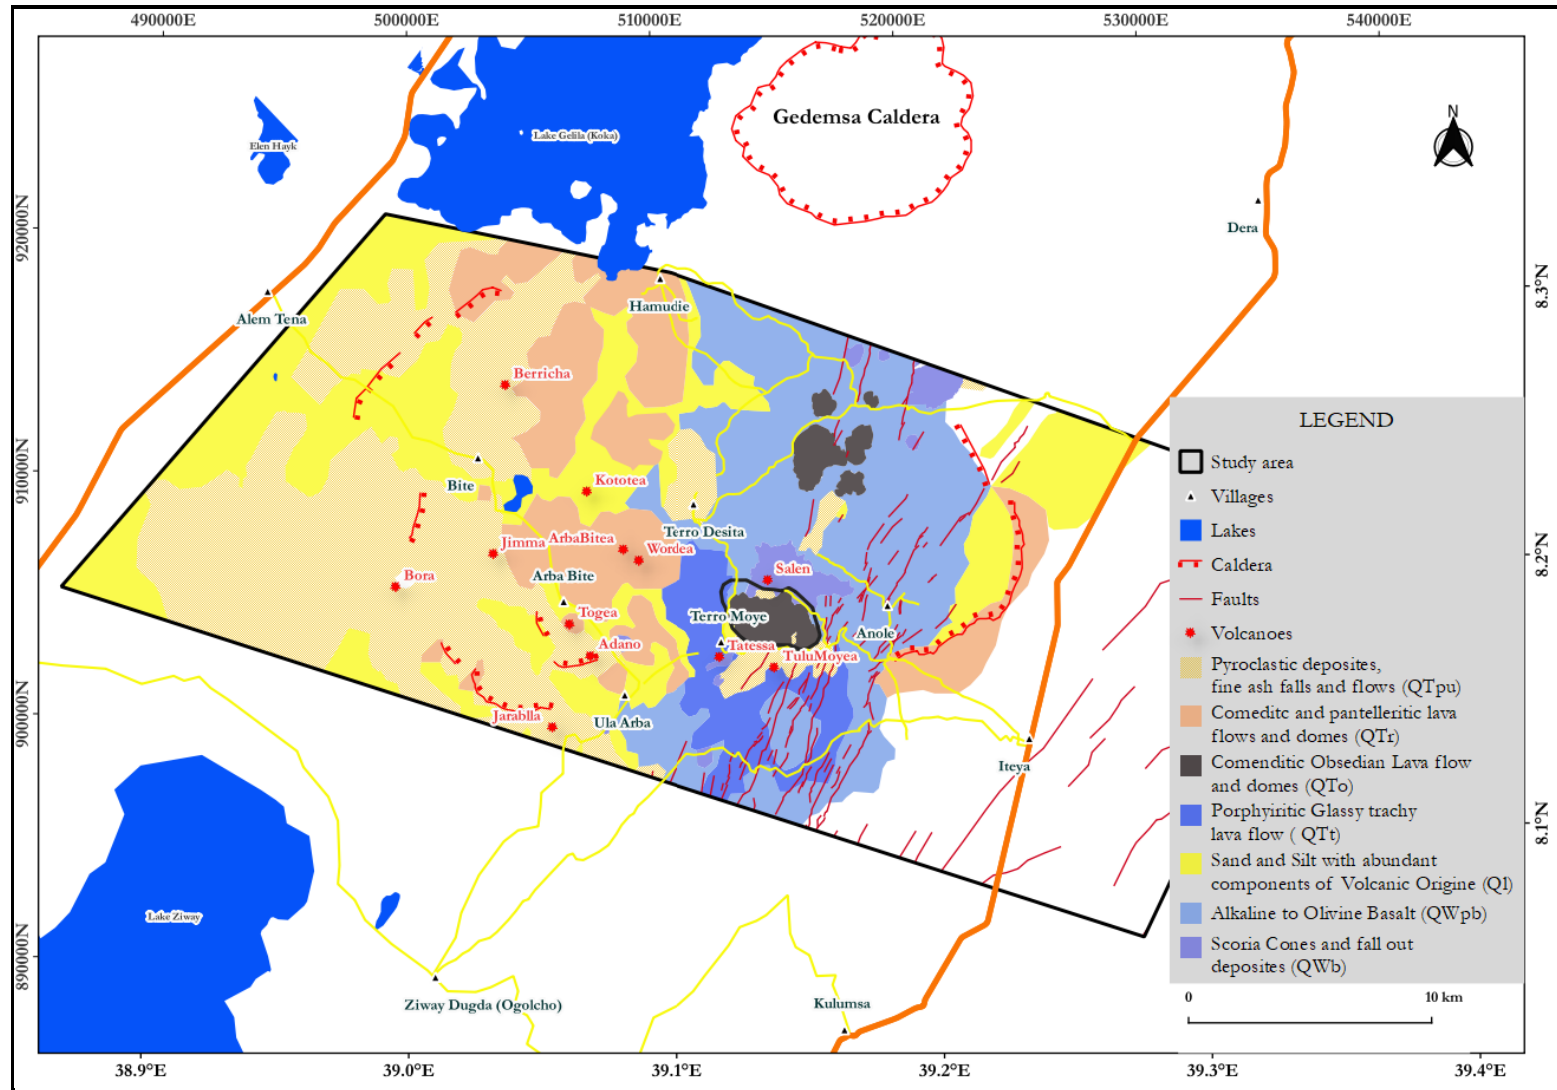 490000E 500000E 510000E 520000E 530000E 540000E
920000N
910000N
900000N
890000N
8.3°N
8.2°N
8.1°N
38.9°E 39.0°E 39.1°E 39.2°E 39.3°E 39.4°E
Gedemsa Caldera
N
Lake Gelila (Koka)
Elen Hayk
Dera
Hamudie
Alem Tena
Berricha
Bite
Kototea
Terro Desita
Jimma
ArbaBitea
Wordea
Bora
Arba Bite
Salen
Togea
Terro Moye
Anole
Adano
Tatessa
TuluMoyea
Jarablla
Ula Arba
Iteya
Lake Ziway
Ziway Dugda (Ogolcho)
Kulumsa
LEGEND
Study area
Villages
Lakes
Caldera
Faults
Volcanoes
Pyroclastic deposites,
fine ash falls and flows (QTpu)
Comeditc and pantelleritic lava
flows and domes (QTr)
Comenditic Obsedian Lava flow
and domes (QTo)
Porphyiritic Glassy trachy
lava flow ( QTt)
Sand and Silt with abundant
components of Volcanic Origine (Ql)
Alkaline to Olivine Basalt (QWpb)
Scoria Cones and fall out
deposites (QWb)
0 10 km